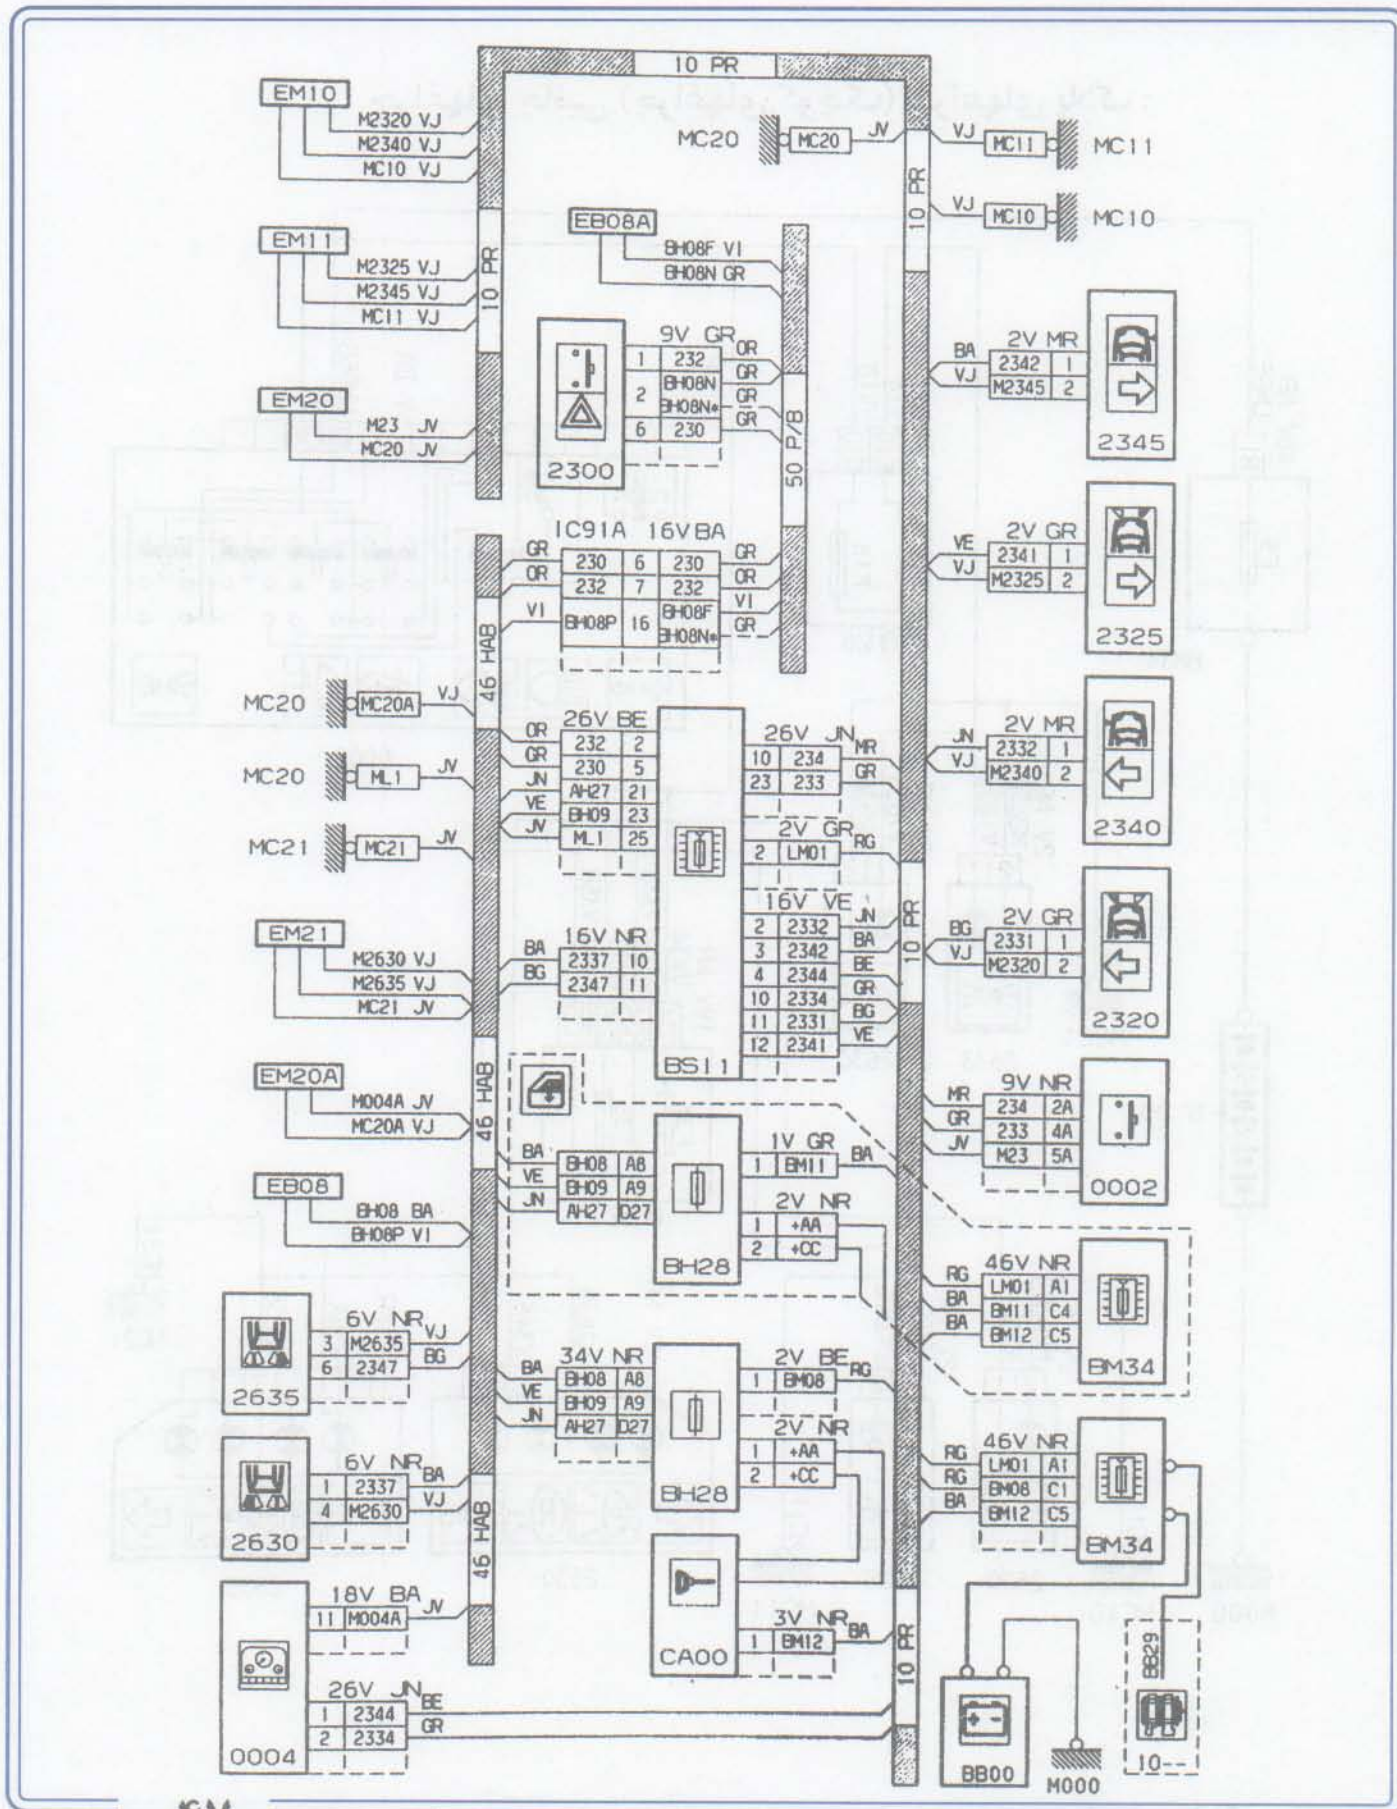 10 PR
EM10
M2320 VJ
M2340 VJ
MC10 VJ
MC20 MC20 JV
VJ MC11 MC11
VJ MC10 MC10
10 PR
10 PR
EM11
M2325 VJ
M2345 VJ
MC11 VJ
EB08A
BH08F VI
BH08N GR
EM20
M23 JV
MC20 JV
9V GR
1 232 OR
2 BH08N GR
BH08N* GR
6 230 GR
2300
50 P/B
2V MR
BA 2342 1
VJ M2345 2
2345
IC91A 16V BA
GR 230 6 230 GR
OR 232 7 232 OR
VI BH08P 16 BH08F VI
BH08N* GR
46 HAB
2V GR
VE 2341 1
VJ M2325 2
2325
MC20 MC20A VJ
MC20 ML1 JV
MC21 MC21 JV
26V BE
OR 232 2
GR 230 5
JN AH27 21
VE BH09 23
JV ML1 25
26V JN
10 234 MR
23 233 GR
2V GR
2 LM01 RG
16V VE
2 2332 JN
3 2342 BA
4 2344 BE
10 2334 GR
11 2331 BG
12 2341 VE
16V NR
BA 2337 10
BG 2347 11
BS11
2V MR
JN 2332 1
VJ M2340 2
2340
10 PR
2V GR
BG 2331 1
VJ M2320 2
2320
EM21
M2630 VJ
M2635 VJ
MC21 JV
46 HAB
EM20A
M004A JV
MC20A VJ
9V NR
MR 234 2A
GR 233 4A
JV M23 5A
0002
BA BH08 A8
VE BH09 A9
JN AH27 D27
1V GR
1 BM11 BA
2V NR
1 +AA
2 +CC
BH28
EB08
BH08 BA
BH08P VI
46V NR
RG LM01 A1
BA BM11 C4
BA BM12 C5
BM34
6V NR
3 M2635 VJ
6 2347 BG
2635
34V NR
BA BH08 A8
VE BH09 A9
JN AH27 D27
2V BE
1 BM08 RG
2V NR
1 +AA
2 +CC
BH28
46V NR
RG LM01 A1
RG BM08 C1
BA BM12 C5
BM34
6V NR
1 2337 BA
4 M2630 VJ
2630
46 HAB
18V BA
11 M004A JV
26V JN
1 2344 BE
2 2334 GR
0004
3V NR
1 BM12 BA
CA00
10 PR
BB00
M000
BB29
10--